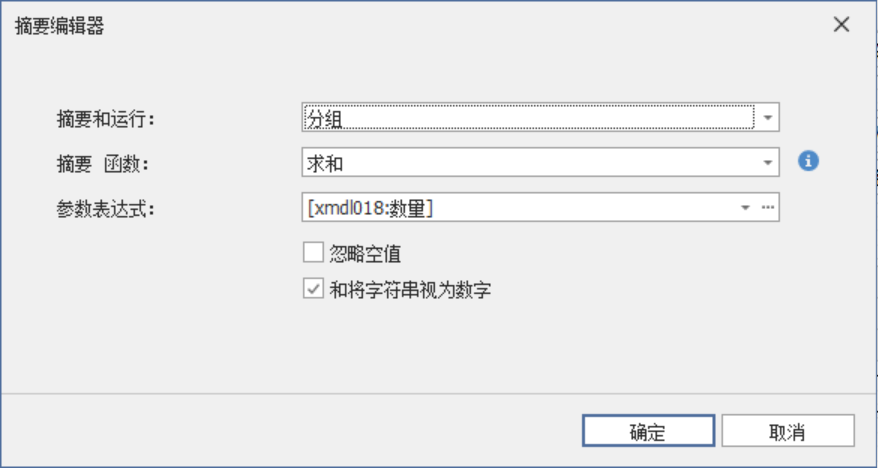 摘要编辑器
摘要和运行: 分组
摘要 函数: 求和
参数表达式: [xmdl018:数量]
忽略空值
和将字符串视为数字
确定 取消